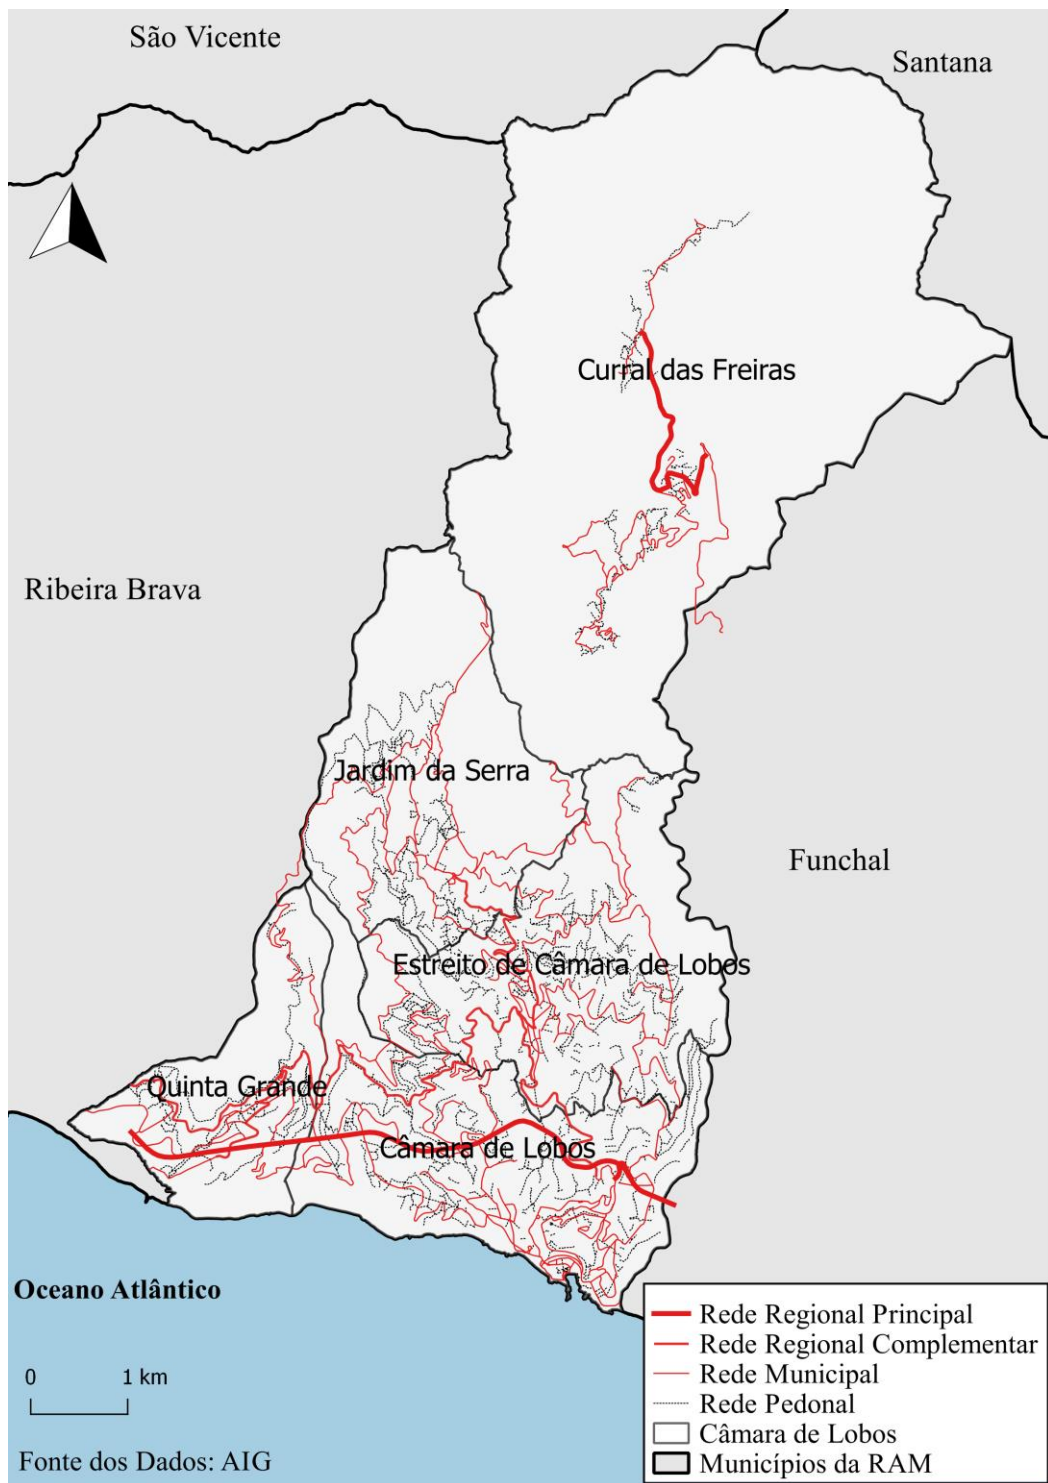 São Vicente
Santana
Curral das Freiras
Ribeira Brava
Jardim da Serra
Funchal
Estreito de Câmara de Lobos
Quinta Grande
Câmara de Lobos
Oceano Atlântico
0 1 km
Fonte dos Dados: AIG
Rede Regional Principal
Rede Regional Complementar
Rede Municipal
Rede Pedonal
Câmara de Lobos
Municípios da RAM